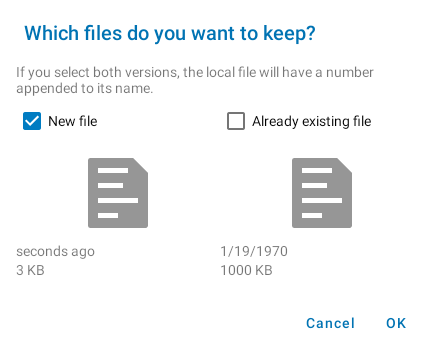 Which files do you want to keep?
If you select both versions, the local file will have a number
appended to its name.
New file
Already existing file
seconds ago
3 KB
1/19/1970
1000 KB
Cancel
OK